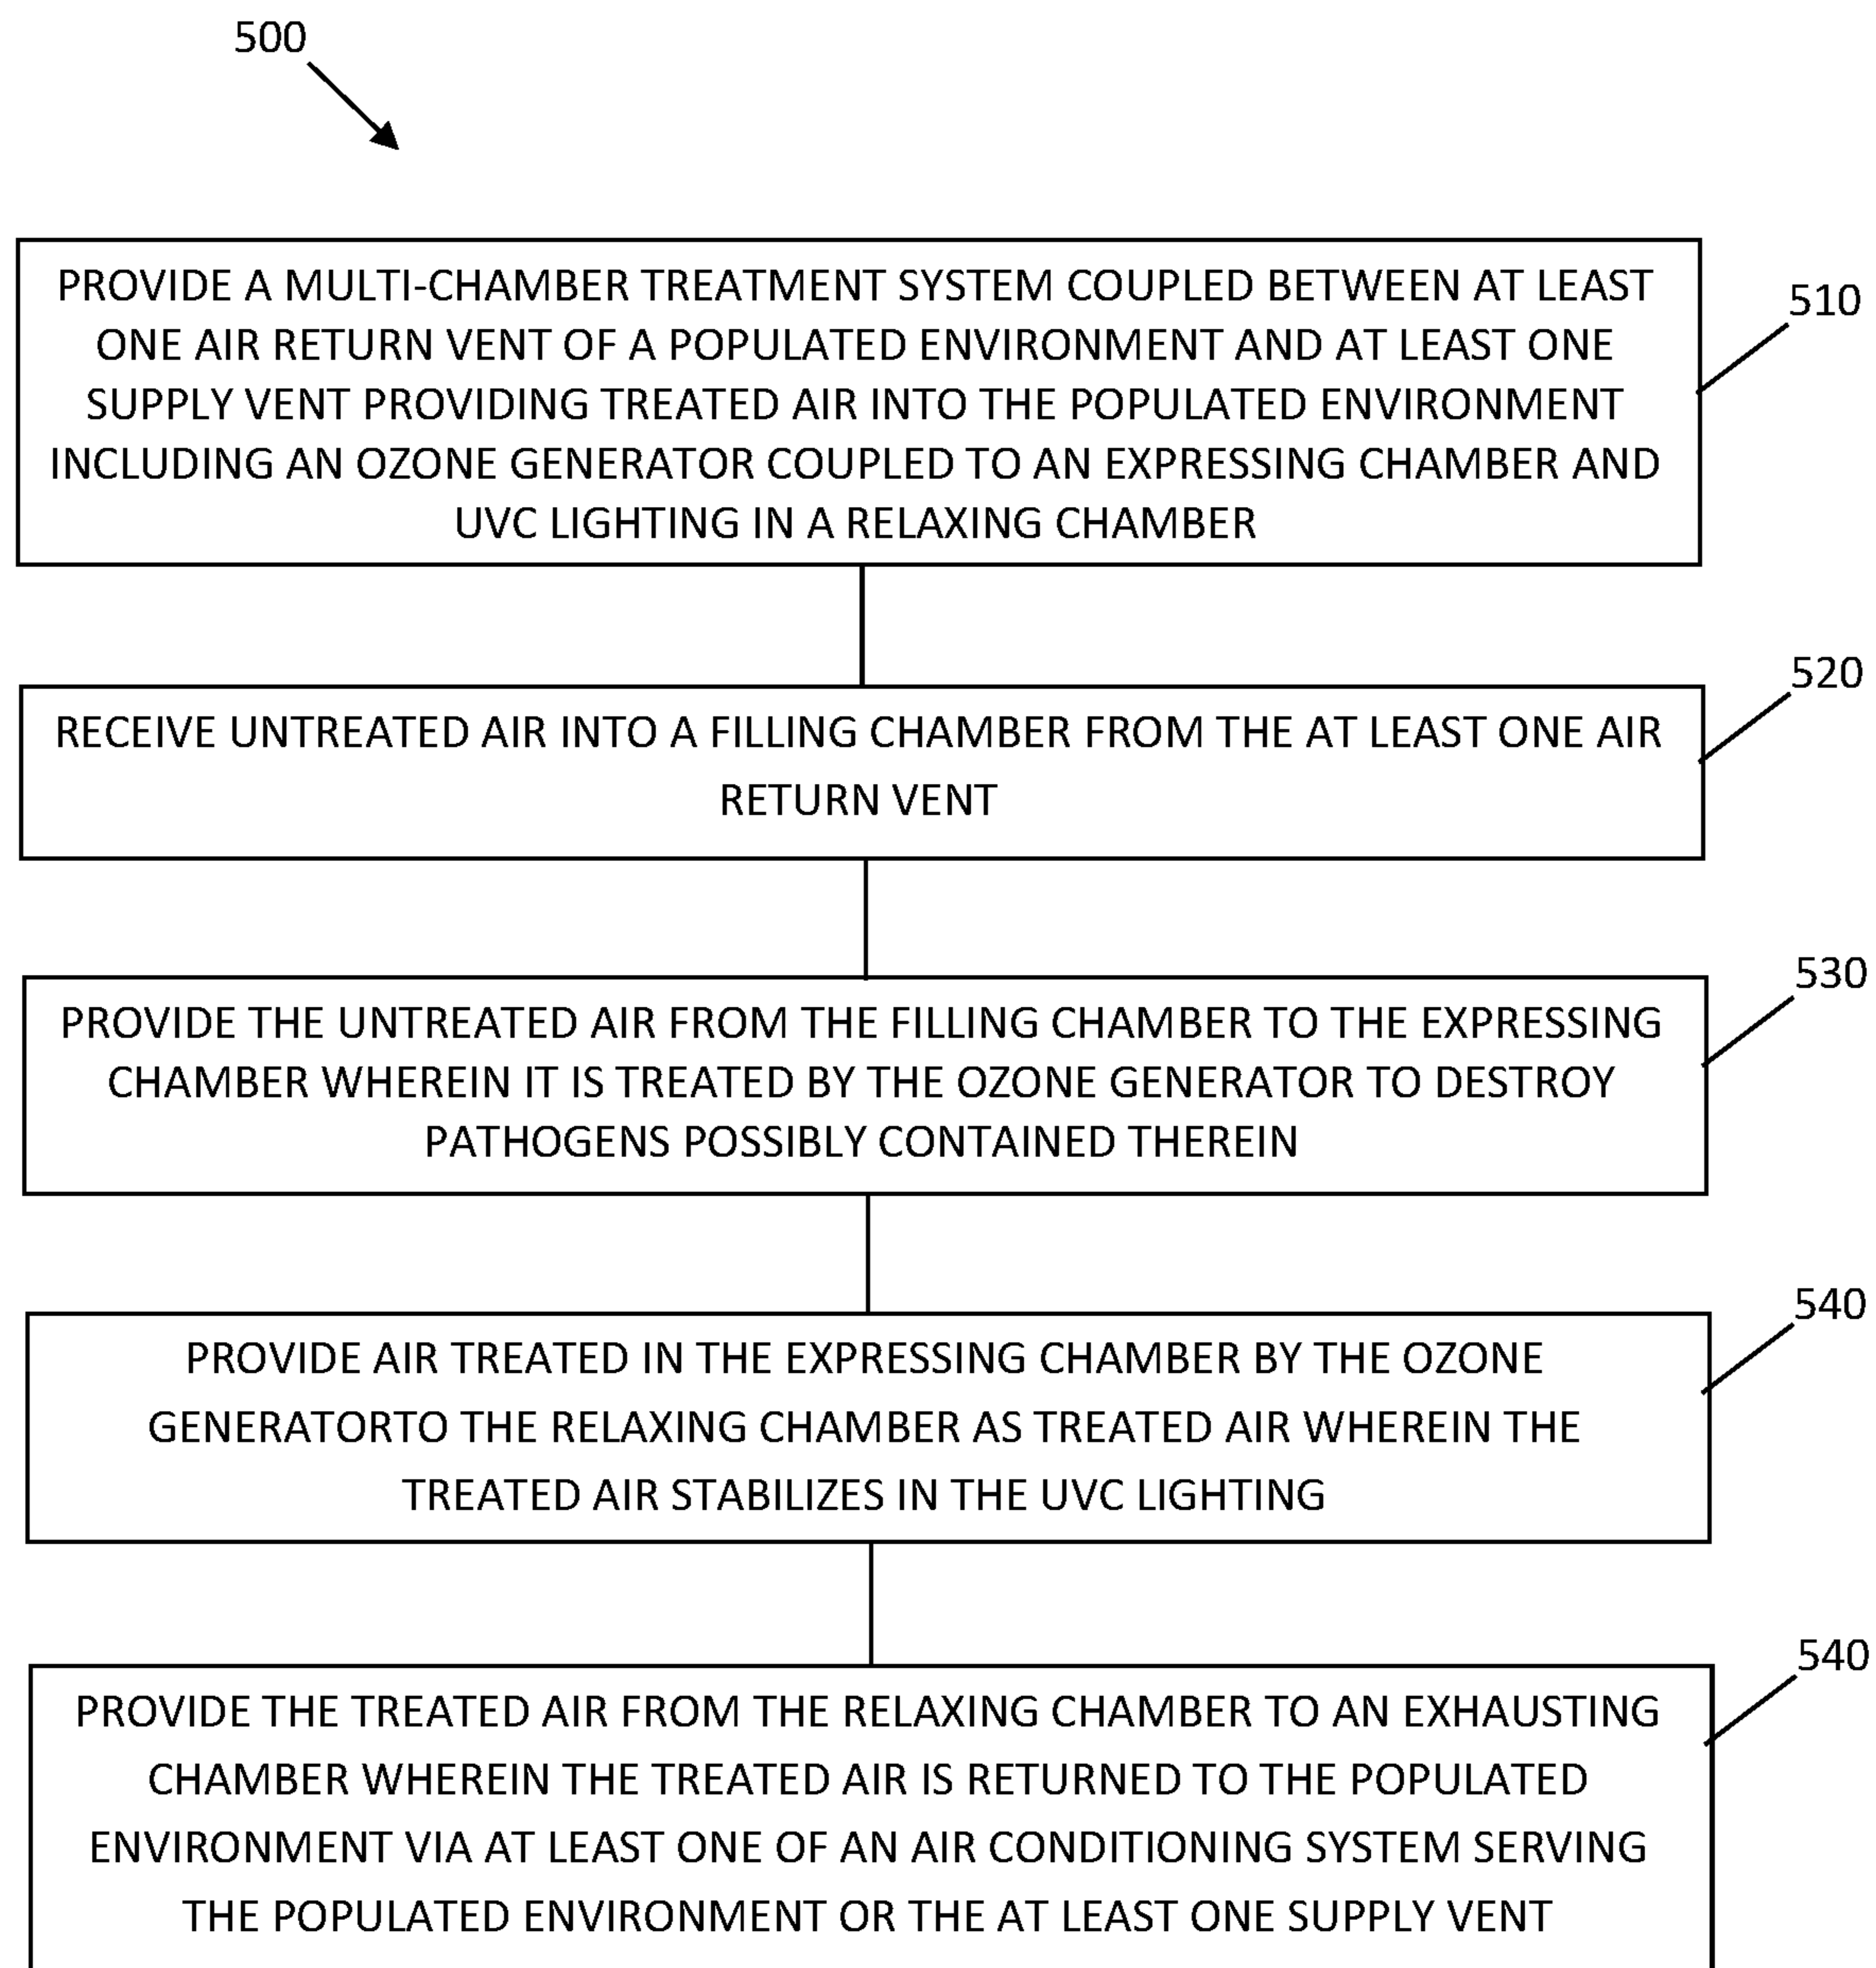 500
PROVIDE A MULTI-CHAMBER TREATMENT SYSTEM COUPLED BETWEEN AT LEAST
ONE AIR RETURN VENT OF A POPULATED ENVIRONMENT AND AT LEAST ONE
SUPPLY VENT PROVIDING TREATED AIR INTO THE POPULATED ENVIRONMENT
INCLUDING AN OZONE GENERATOR COUPLED TO AN EXPRESSING CHAMBER AND
UVC LIGHTING IN A RELAXING CHAMBER
510
RECEIVE UNTREATED AIR INTO A FILLING CHAMBER FROM THE AT LEAST ONE AIR
RETURN VENT
520
PROVIDE THE UNTREATED AIR FROM THE FILLING CHAMBER TO THE EXPRESSING
CHAMBER WHEREIN IT IS TREATED BY THE OZONE GENERATOR TO DESTROY
PATHOGENS POSSIBLY CONTAINED THEREIN
530
PROVIDE AIR TREATED IN THE EXPRESSING CHAMBER BY THE OZONE
GENERATORTO THE RELAXING CHAMBER AS TREATED AIR WHEREIN THE
TREATED AIR STABILIZES IN THE UVC LIGHTING
540
PROVIDE THE TREATED AIR FROM THE RELAXING CHAMBER TO AN EXHAUSTING
CHAMBER WHEREIN THE TREATED AIR IS RETURNED TO THE POPULATED
ENVIRONMENT VIA AT LEAST ONE OF AN AIR CONDITIONING SYSTEM SERVING
THE POPULATED ENVIRONMENT OR THE AT LEAST ONE SUPPLY VENT
540